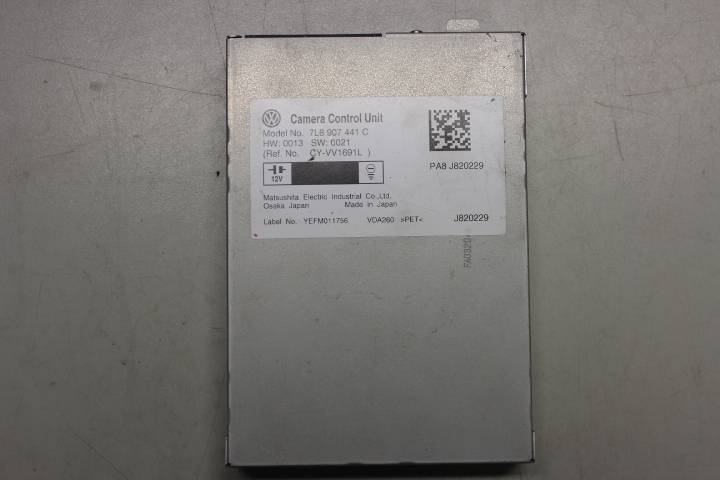 Camera Control Unit
Model No. 7L6 907 441 C
HW: 0013 SW: 0021
(Ref. No. CY-VV1691L )
12V
PA8 J820229
Matsushita Electric Industrial Co.,Ltd.
Osaka Japan Made in Japan
Label No. YEFM011756 VDA260 >PET< J820229